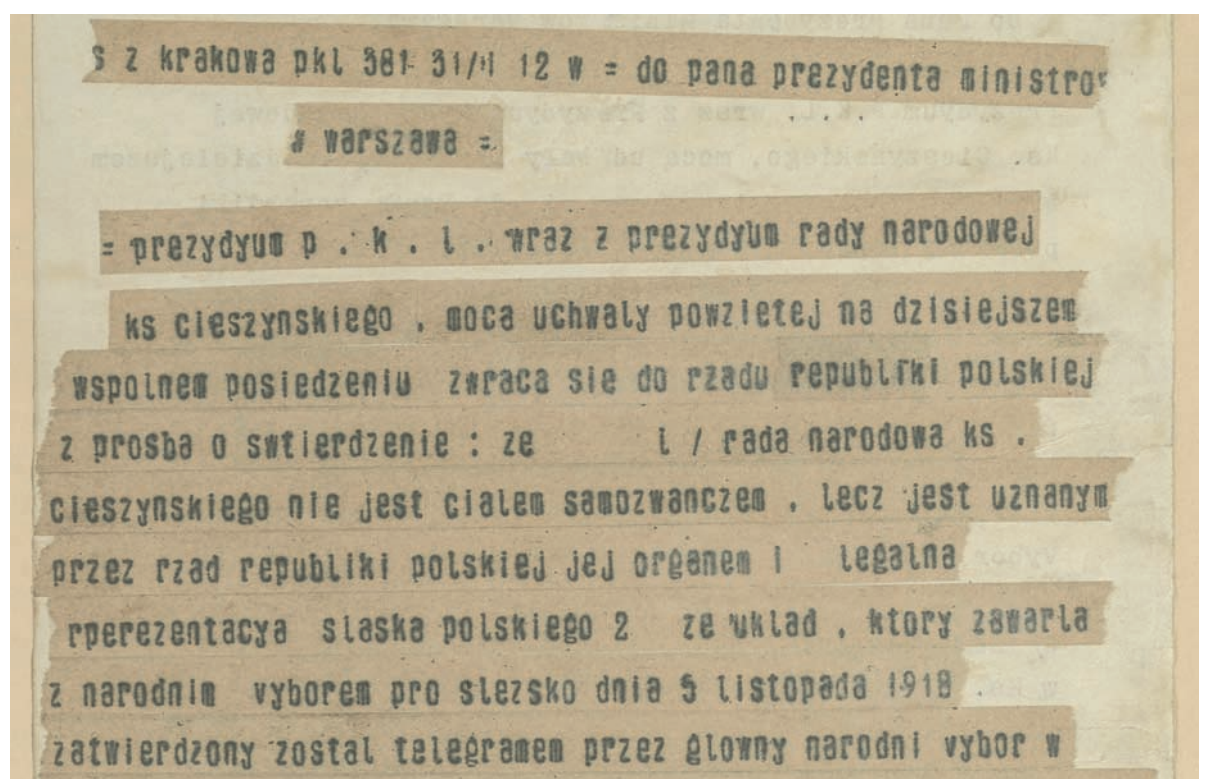 s z krakowa pkl 381 31/1 12 w = do pana prezydenta ministrow
# warszawa =
= prezydyum p . k . l . wraz z prezydyum rady narodowej
ks cieszynskiego , moca uchwaly powzietej na dzisiejszem
wspolnem posiedzeniu zwraca sie do rzadu republiki polskiej
z prosba o swtierdzenie : ze 1 / rada narodowa ks .
cieszynskiego nie jest cialem samozwanczem , lecz jest uznanym
przez rzad republiki polskiej jej organem i legalna
rperezentacya slaska polskiego 2 ze uklad , ktory zawarla
z narodnim vyborem pro slezsko dnia 5 listopada 1918
zatwierdzony zostal telegramem przez glowny narodni vybor w